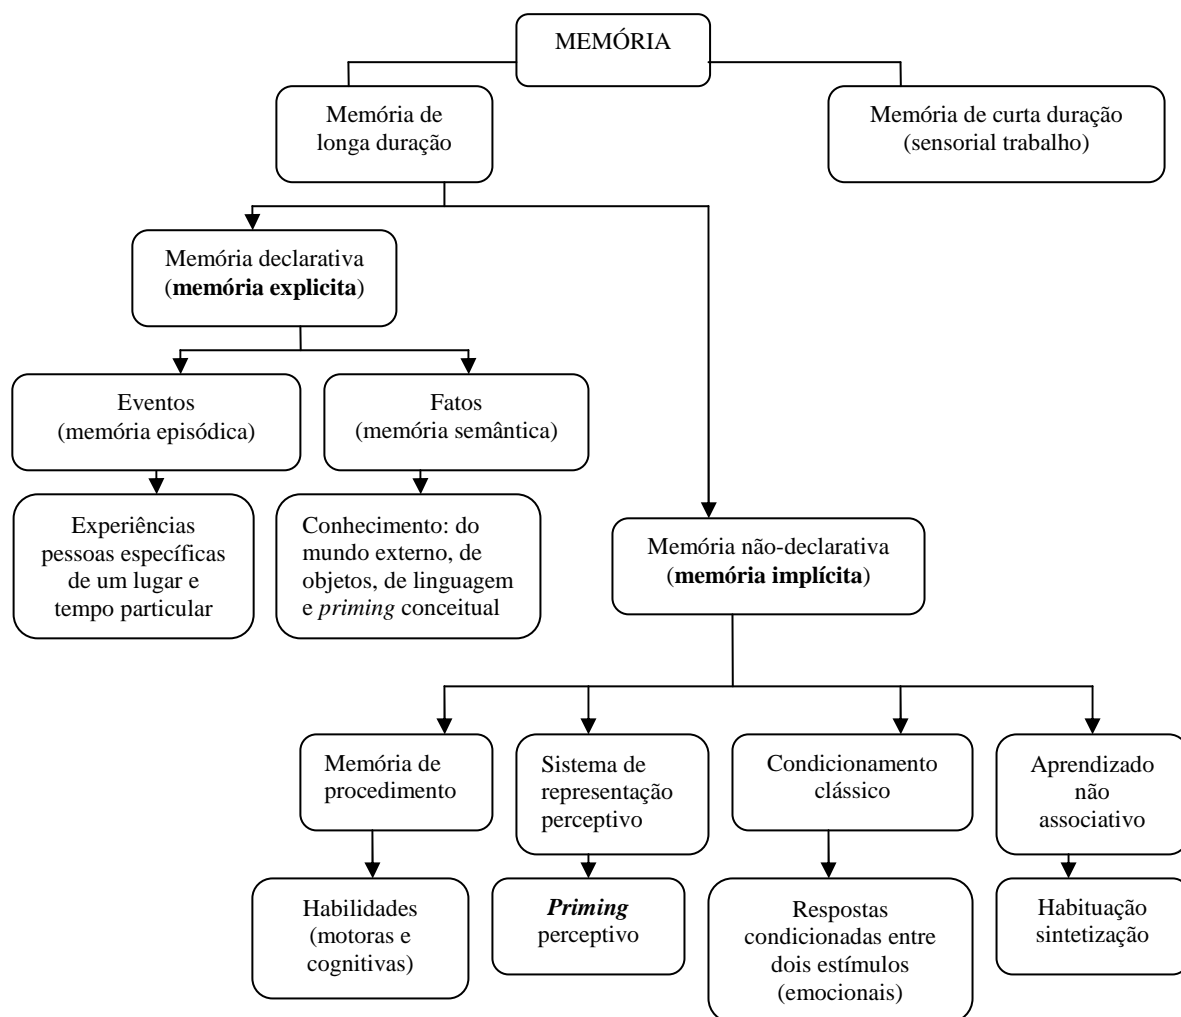 MEMÓRIA
Memória de
longa duração
Memória de curta duração
(sensorial trabalho)
Memória declarativa
(memória explicita)
Eventos
(memória episódica)
Fatos
(memória semântica)
Experiências
pessoas específicas
de um lugar e
tempo particular
Conhecimento: do
mundo externo, de
objetos, de linguagem
e priming conceitual
Memória não-declarativa
(memória implícita)
Memória de
procedimento
Sistema de
representação
perceptivo
Condicionamento
clássico
Aprendizado
não
associativo
Habilidades
(motoras e
cognitivas)
Priming
perceptivo
Respostas
condicionadas entre
dois estímulos
(emocionais)
Habituação
sintetização